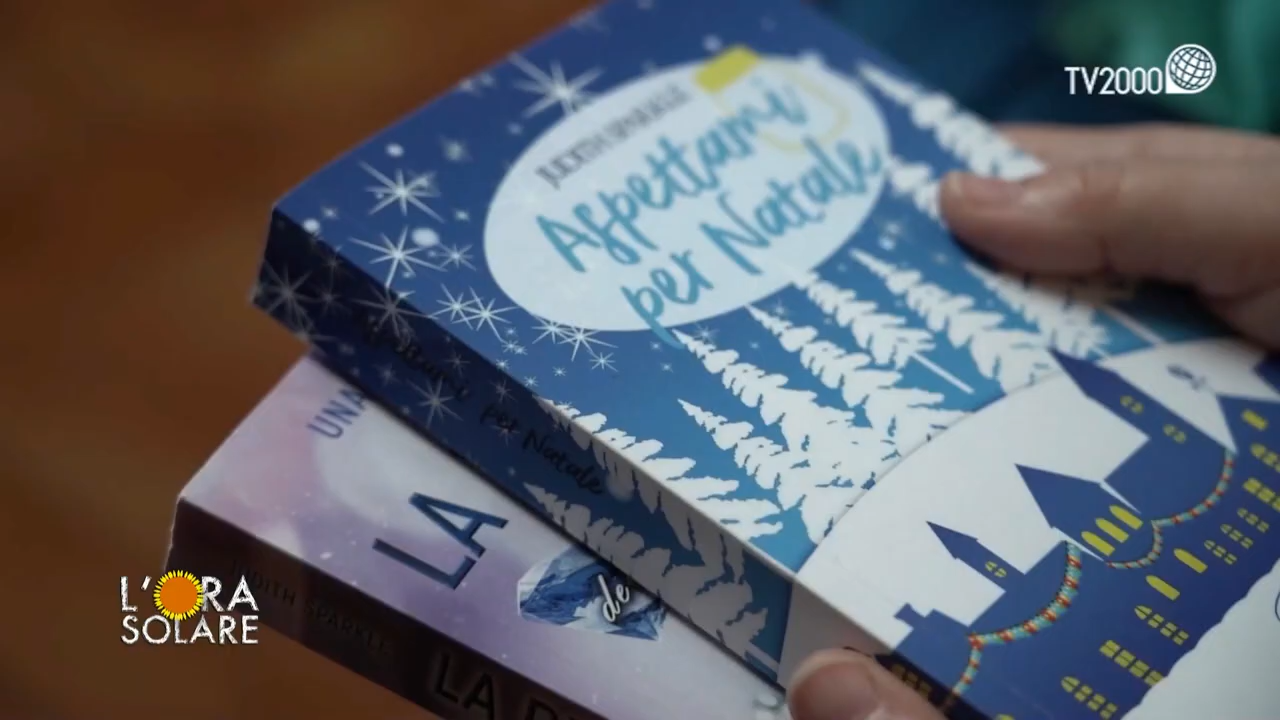 TV2000
JUDITH SPARKLE
Aspettami
per Natale
Aspettami per Natale
UNA
LA
de
JUDITH SPARKLE
LA
L'ORA
SOLARE